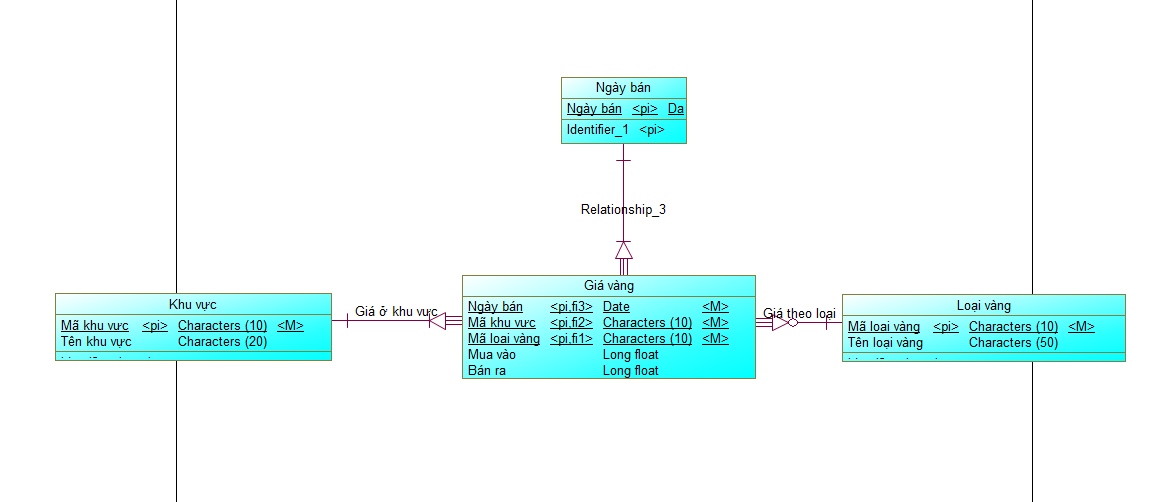 Ngày bán
Ngày bán <pi> Da
Identifier_1 <pi>
Relationship_3
Khu vực
Mã khu vưc <pi> Characters (10) <M>
Tên khu vực Characters (20)
Giá ở khu vực
Giá vàng
Ngày bán <pi,fi3> Date <M>
Mã khu vực <pi,fi2> Characters (10) <M>
Mã loại vàng <pi,fi1> Characters (10) <M>
Mua vào Long float
Bán ra Long float
Giá theo loại
Loại vàng
Mã loại vàng <pi> Characters (10) <M>
Tên loại vàng Characters (50)